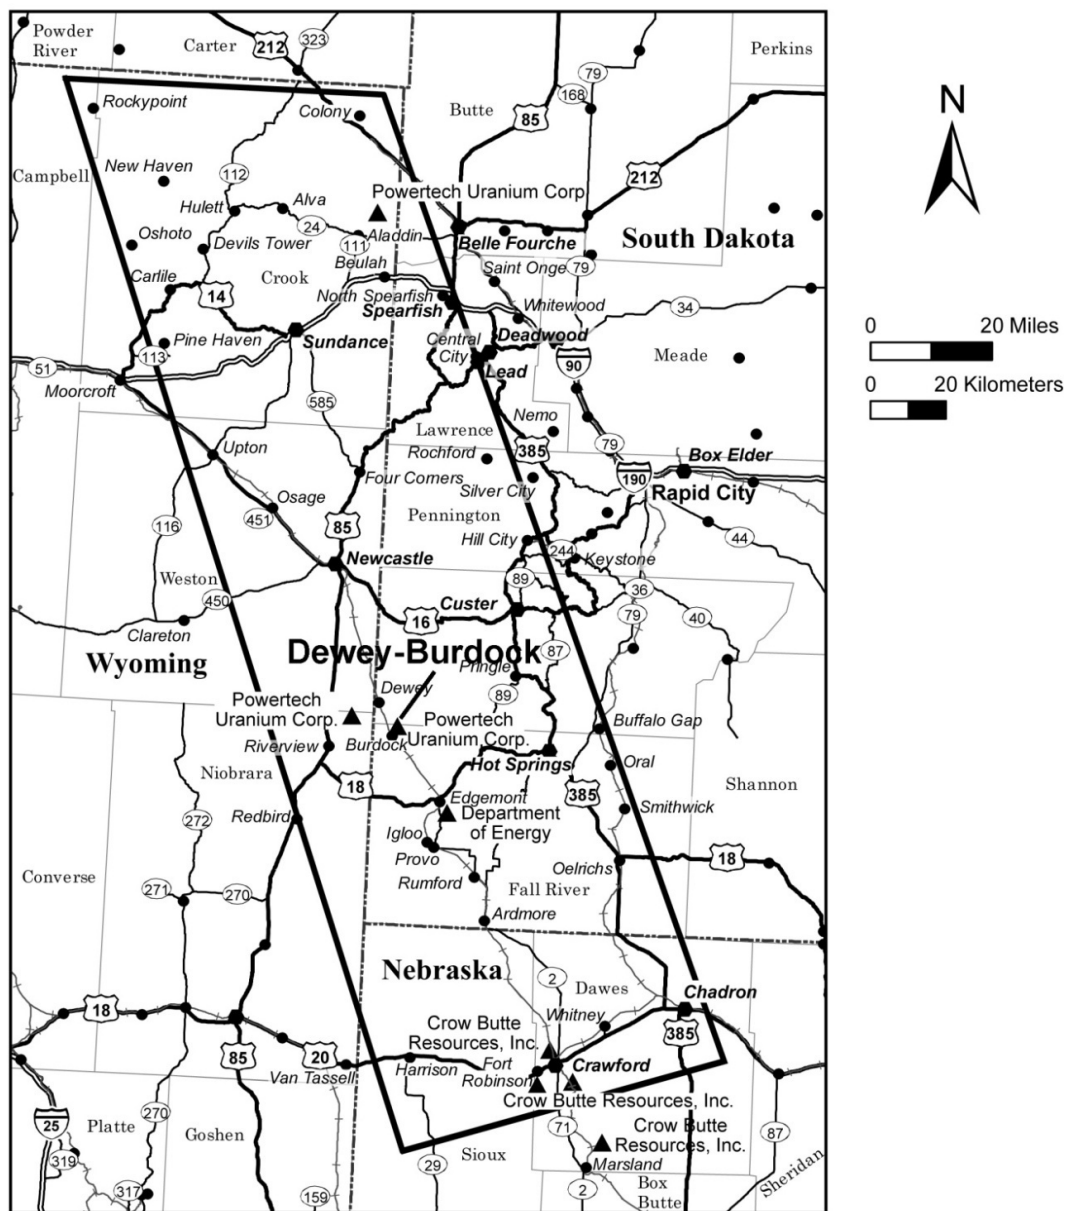 Powder
River
Carter
212
323
Perkins
79
168
Rockypoint
Colony
Butte
85
N
New Haven
112
212
Campbell
Powertech Uranium Corp.
Hulett
Alva
24
Oshoto
Devils Tower
111
Aladdin
Belle Fourche
South Dakota
Carlile
Crook
Beulah
Saint Onge
79
14
North Spearfish
Spearfish
Whitewood
34
0 20 Miles
Pine Haven
Sundance
Central
City
Deadwood
Meade
113
51
Lead
90
0 20 Kilometers
Moorcroft
585
Nemo
Lawrence
79
Upton
Rochford
385
Box Elder
Four Corners
Silver City
190
Rapid City
Osage
451
Pennington
116
85
Hill City
44
244
Newcastle
Keystone
Weston
89
36
450
Custer
79
40
Clareton
16
Wyoming
Dewey-Burdock
87
Pringle
Dewey
89
Powertech
Uranium Corp.
Powertech
Uranium Corp.
Buffalo Gap
Riverview
Burdock
Hot Springs
Oral
Niobrara
18
385
Shannon
Edgemont
Smithwick
Redbird
272
Department
of Energy
Igloo
Provo
18
Converse
Rumford
Oelrichs
271
270
Fall River
Ardmore
Nebraska
2
Dawes
Chadron
18
Whitney
Crow Butte
Resources, Inc.
385
85
20
Crawford
Van Tassell
Harrison
Fort
Robinson
Crow Butte Resources, Inc.
25
270
Platte
Goshen
71
Crow Butte
Resources, Inc.
87
Sioux
319
29
Marsland
Sheridan
317
159
2
Box
Butte